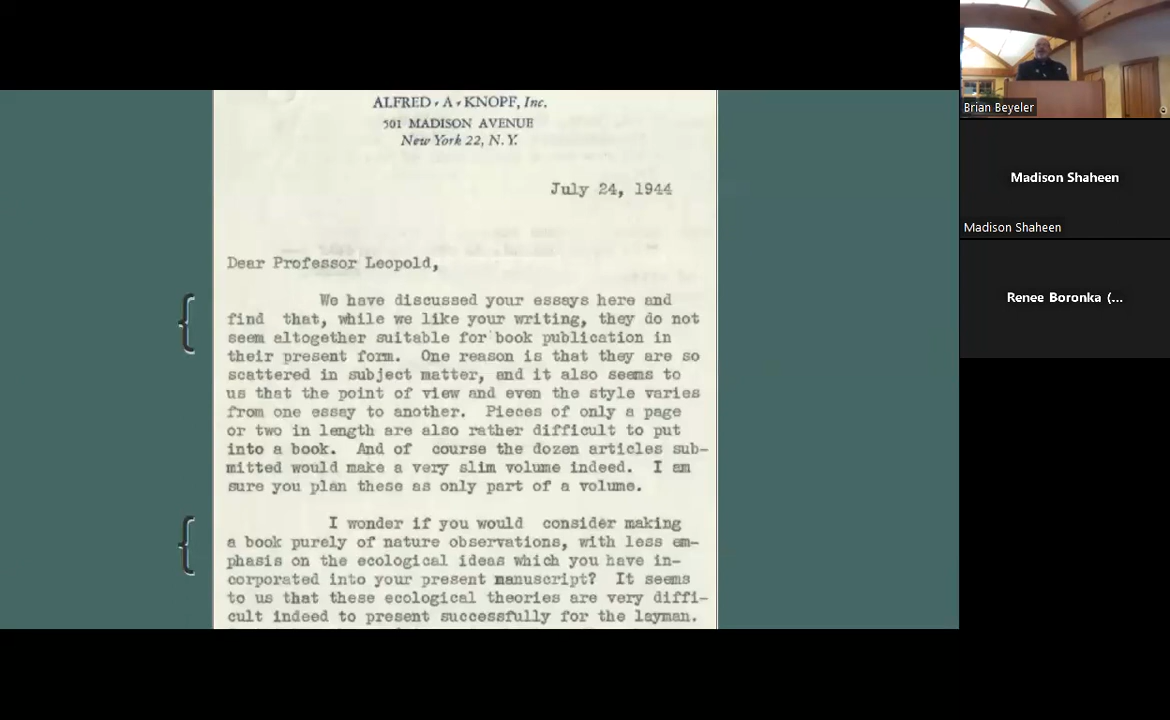 ALFRED · A · KNOPF, Inc.
501 MADISON AVENUE
New York 22, N. Y.
July 24, 1944
Dear Professor Leopold,
We have discussed your essays here and
find that, while we like your writing, they do not
seem altogether suitable for book publication in
their present form. One reason is that they are so
scattered in subject matter, and it also seems to
us that the point of view and even the style varies
from one essay to another. Pieces of only a page
or two in length are also rather difficult to put
into a book. And of course the dozen articles sub-
mitted would make a very slim volume indeed. I am
sure you plan these as only part of a volume.
I wonder if you would consider making
a book purely of nature observations, with less em-
phasis on the ecological ideas which you have in-
corporated into your present manuscript? It seems
to us that these ecological theories are very diffi-
cult indeed to present successfully for the layman.
Brian Beyeler
Madison Shaheen
Madison Shaheen
Renee Boronka (...